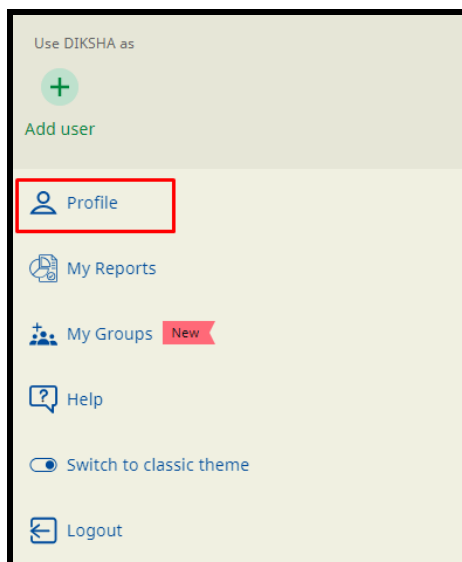 Use DIKSHA as
Add user
Profile
My Reports
My Groups New
Help
Switch to classic theme
Logout